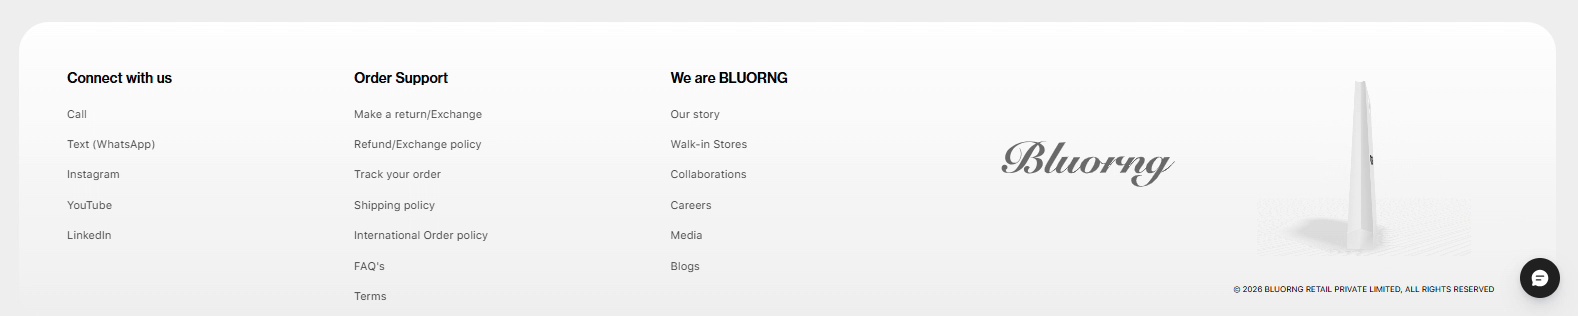 Connect with us
Call
Text (WhatsApp)
Instagram
YouTube
LinkedIn
Order Support
Make a return/Exchange
Refund/Exchange policy
Track your order
Shipping policy
International Order policy
FAQ's
Terms
We are BLUORNG
Our story
Walk-in Stores
Collaborations
Careers
Media
Blogs
Bluorng
© 2026 BLUORNG RETAIL PRIVATE LIMITED, ALL RIGHTS RESERVED